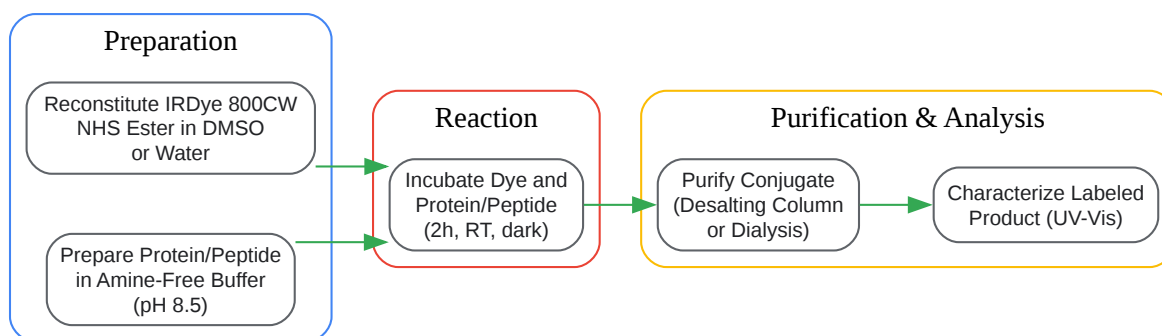 Preparation
Reconstitute IRDye 800CW
NHS Ester in DMSO
or Water
Prepare Protein/Peptide
in Amine-Free Buffer
(pH 8.5)
Reaction
Incubate Dye and
Protein/Peptide
(2h, RT, dark)
Purification & Analysis
Purify Conjugate
(Desalting Column
or Dialysis)
Characterize Labeled
Product (UV-Vis)